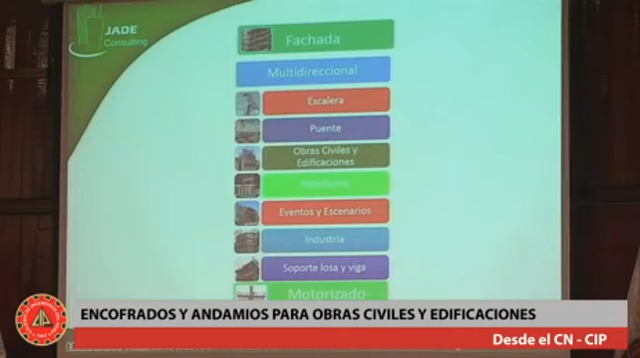 JADE
Consulting
Fachada
Multidireccional
Escalera
Puente
Obras Civiles y
Edificaciones
Eventos y Escenarios
Industria
Soporte losa y viga
Motorizado
ENCOFRADOS Y ANDAMIOS PARA OBRAS CIVILES Y EDIFICACIONES
Desde el CN - CIP